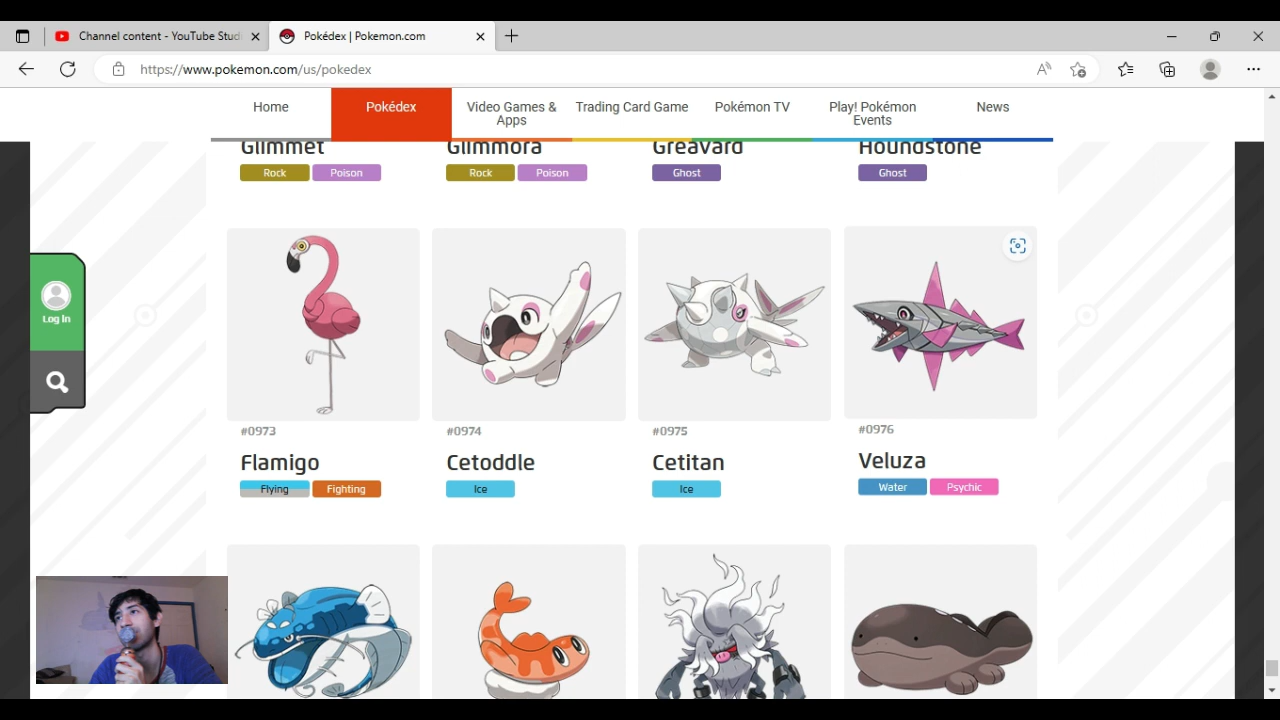 Channel content - YouTube Studi
Pokédex | Pokemon.com
https://www.pokemon.com/us/pokedex
Home
Pokédex
Video Games &
Apps
Trading Card Game
Pokémon TV
Play! Pokémon
Events
News
Glimmet
Glimmora
Greavard
Houndstone
Rock Poison
Rock Poison
Ghost
Ghost
Log In
#0973
#0974
#0975
#0976
Flamigo
Cetoddle
Cetitan
Veluza
Flying Fighting
Ice
Ice
Water Psychic